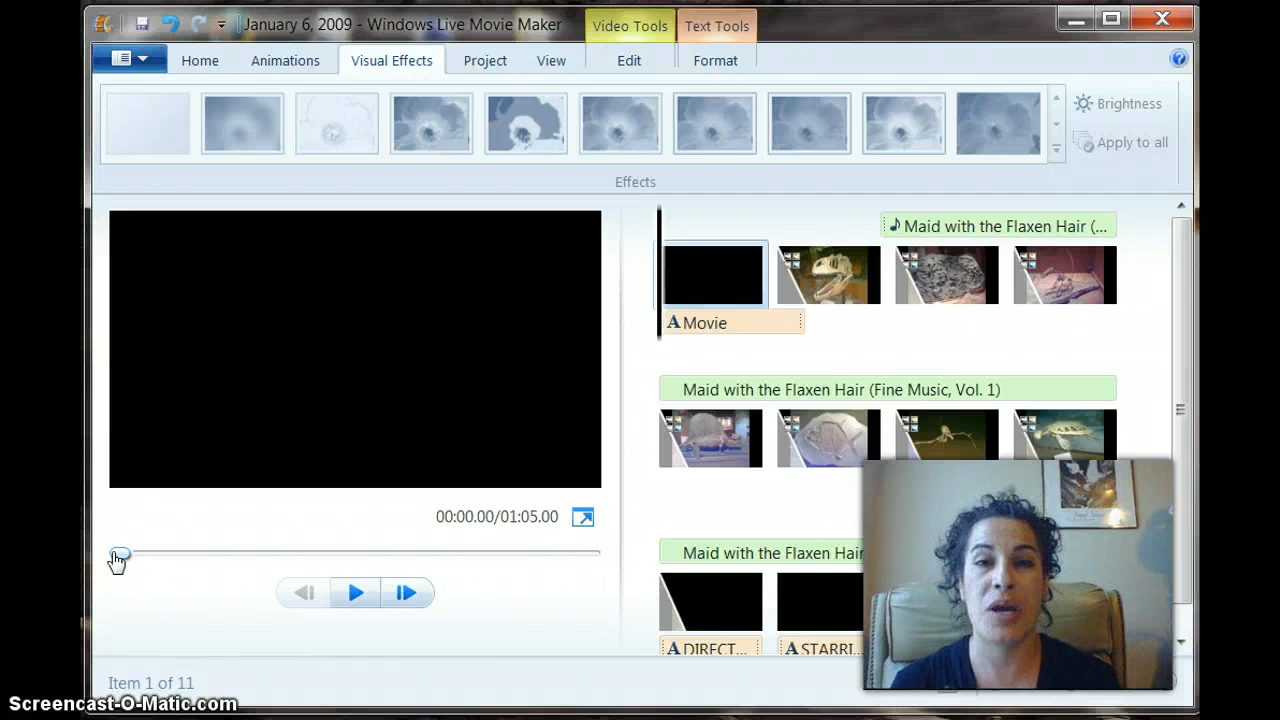 January 6, 2009 - Windows Live Movie Maker
Video Tools
Text Tools
Home
Animations
Visual Effects
Project
View
Edit
Format
Brightness
Apply to all
Effects
Maid with the Flaxen Hair (...
Movie
Maid with the Flaxen Hair (Fine Music, Vol. 1)
00:00.00/01:05.00
Maid with the Flaxen Hair
DIRECT...
STARRI
Item 1 of 11
Screencast-O-Matic.com